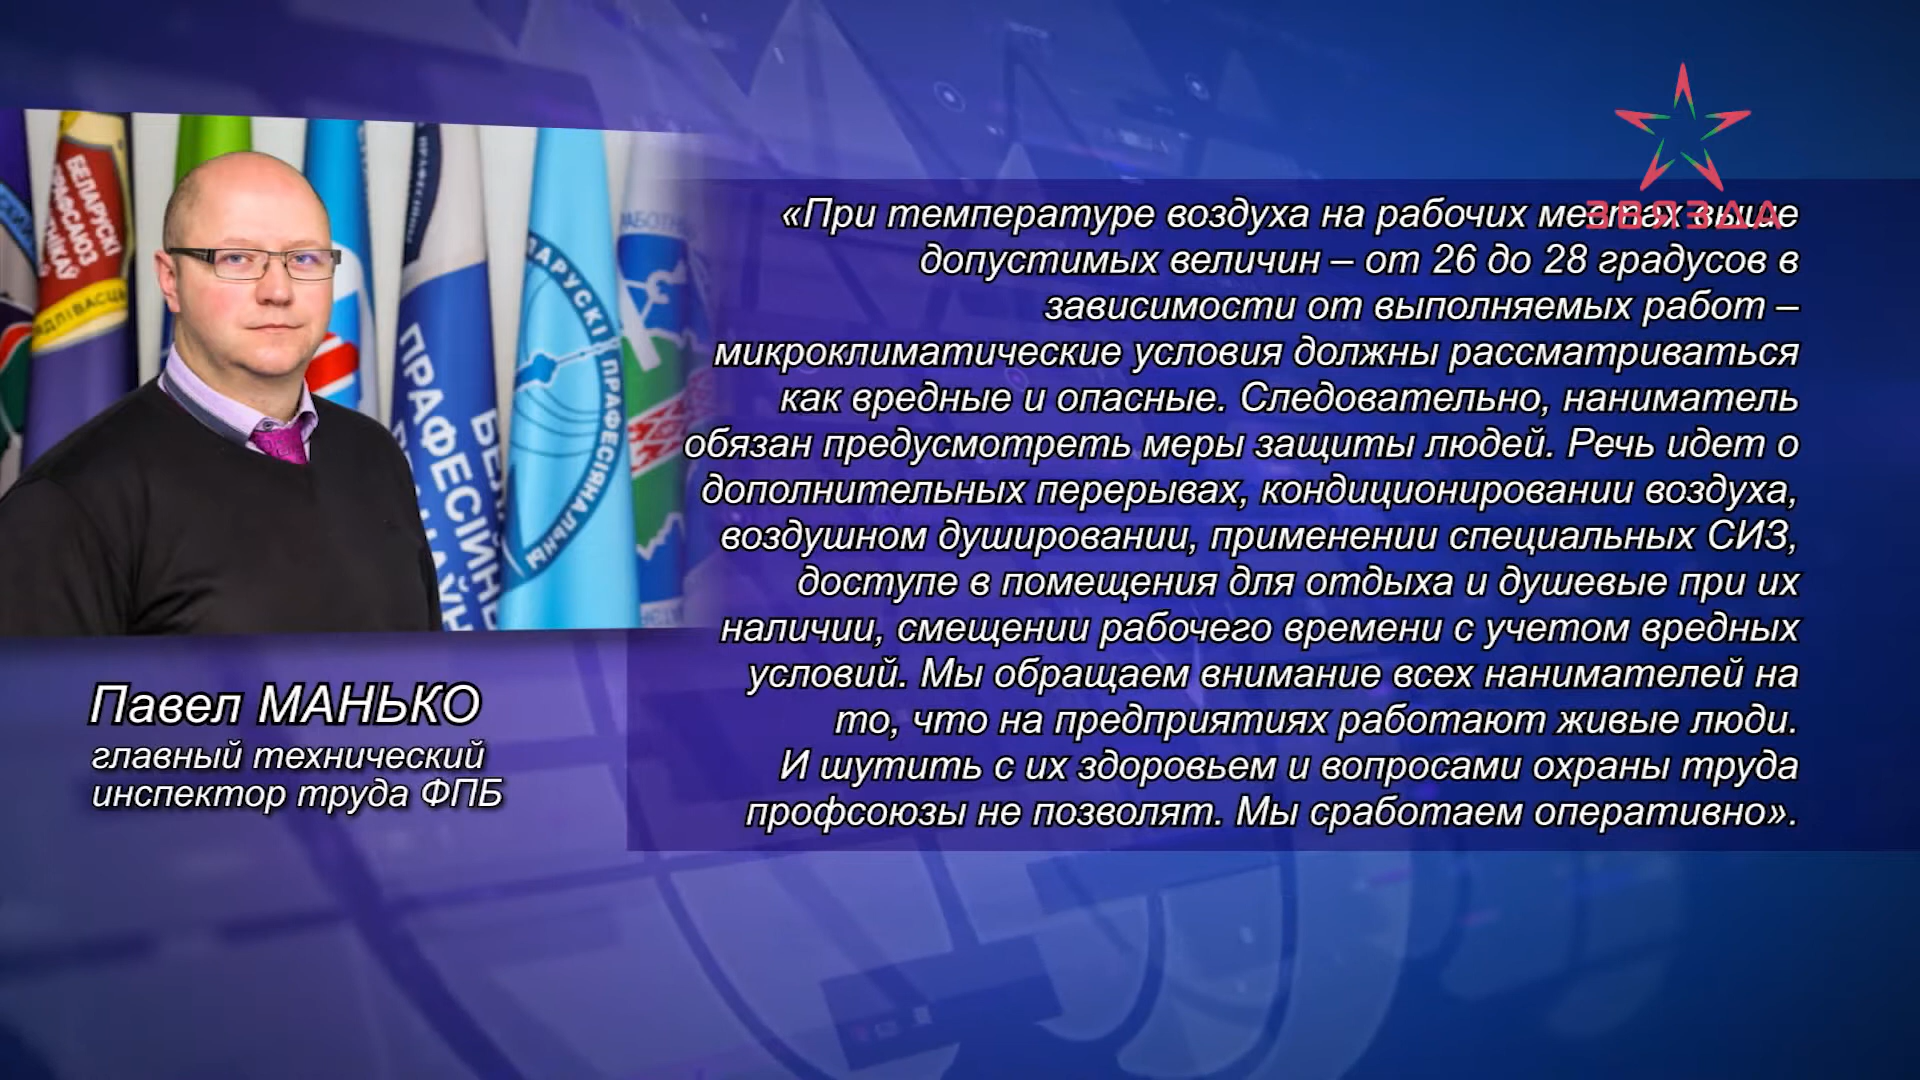 ЗВЯЗДА
«При температуре воздуха на рабочих местах выше
допустимых величин – от 26 до 28 градусов в
зависимости от выполняемых работ –
микроклиматические условия должны рассматриваться
как вредные и опасные. Следовательно, наниматель
обязан предусмотреть меры защиты людей. Речь идет о
дополнительных перерывах, кондиционировании воздуха,
воздушном душировании, применении специальных СИЗ,
доступе в помещения для отдыха и душевые при их
наличии, смещении рабочего времени с учетом вредных
условий. Мы обращаем внимание всех нанимателей на
то, что на предприятиях работают живые люди.
И шутить с их здоровьем и вопросами охраны труда
профсоюзы не позволят. Мы сработаем оперативно».
Павел МАНЬКО
главный технический
инспектор труда ФПБ
БЕЛАРУСКІ